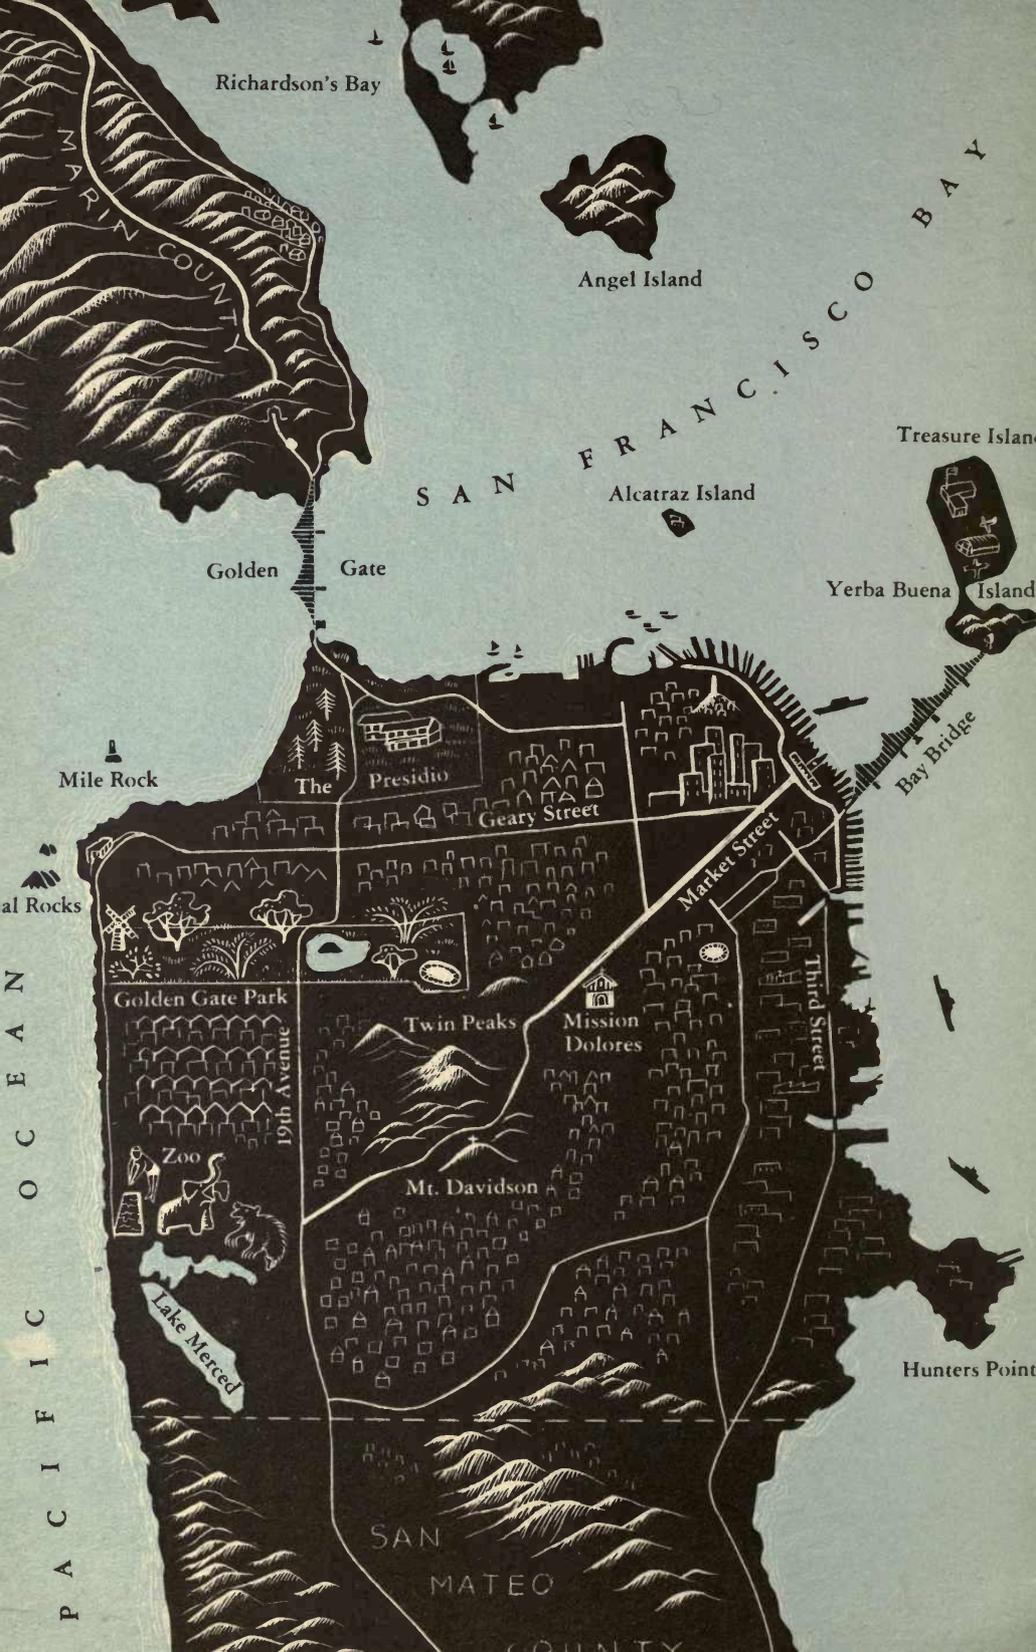 Richardson's Bay
MARIN COUNTY
Angel Island
SAN FRANCISCO BAY
Treasure Islan
Alcatraz Island
Golden Gate
Yerba Buena Island
Bay Bridge
Mile Rock
The Presidio
Geary Street
Market Street
al Rocks
Golden Gate Park
Third Street
Twin Peaks
Mission
Dolores
19th Avenue
Zoo
Mt. Davidson
PACIFIC OCEAN
Lake Merced
Hunters Point
SAN
MATEO
COUNTY